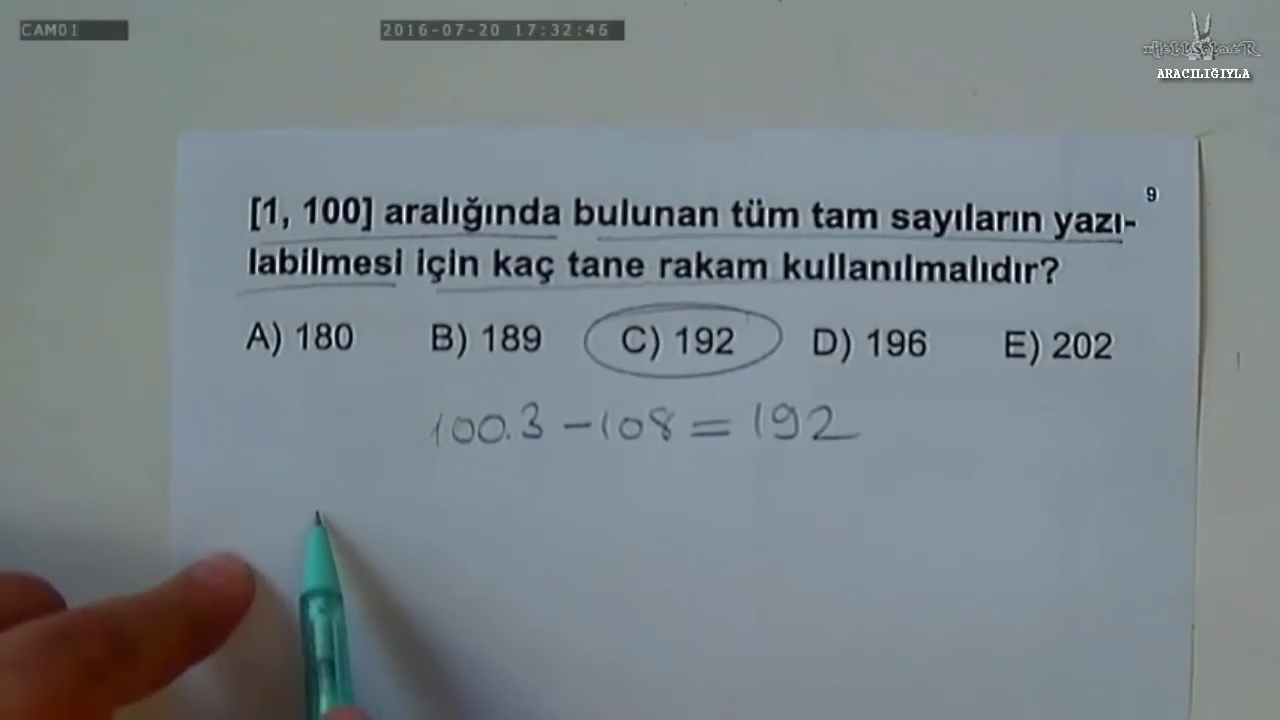 CAM01
2016-07-20 17:32:46
ARACILIĞIYLA
9
[1, 100] aralığında bulunan tüm tam sayıların yazı-
labilmesi için kaç tane rakam kullanılmalıdır?
A) 180 B) 189 C) 192 D) 196 E) 202
100.3 - 108 = 192